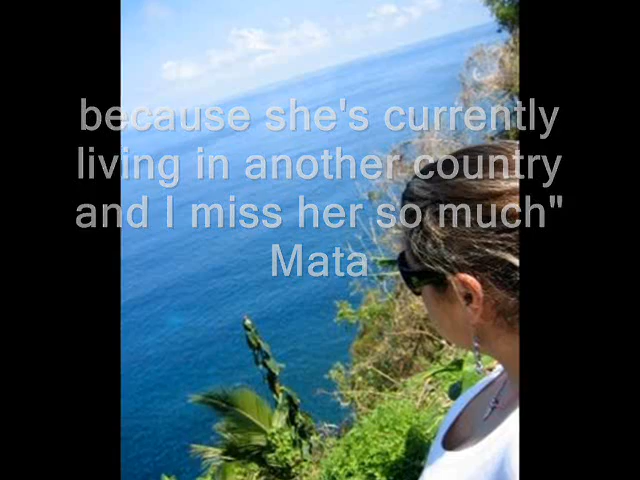 because she's currently
living in another country
and I miss her so much"
Mata